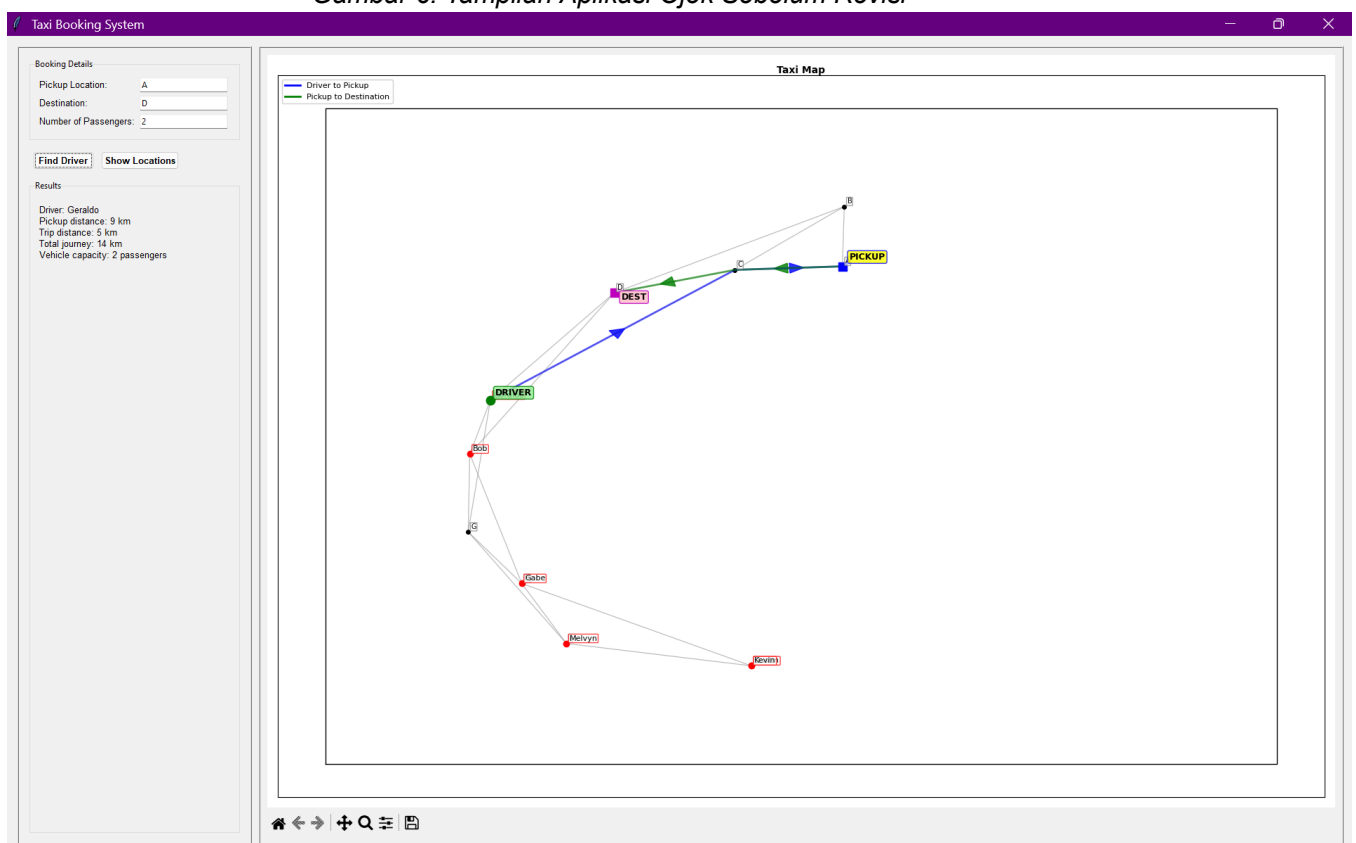 Gambar 6. Tampilan Aplikasi Ojek Sebelum Revisi
Taxi Booking System
Booking Details
Pickup Location: A
Destination: D
Number of Passengers: 2
Find Driver Show Locations
Results
Driver: Geraldo
Pickup distance: 9 km
Trip distance: 5 km
Total journey: 14 km
Vehicle capacity: 2 passengers
Taxi Map
Driver to Pickup
Pickup to Destination
B
PICKUP
C
D
DEST
DRIVER
Bob
G
Gabe
Melvyn
Kevin